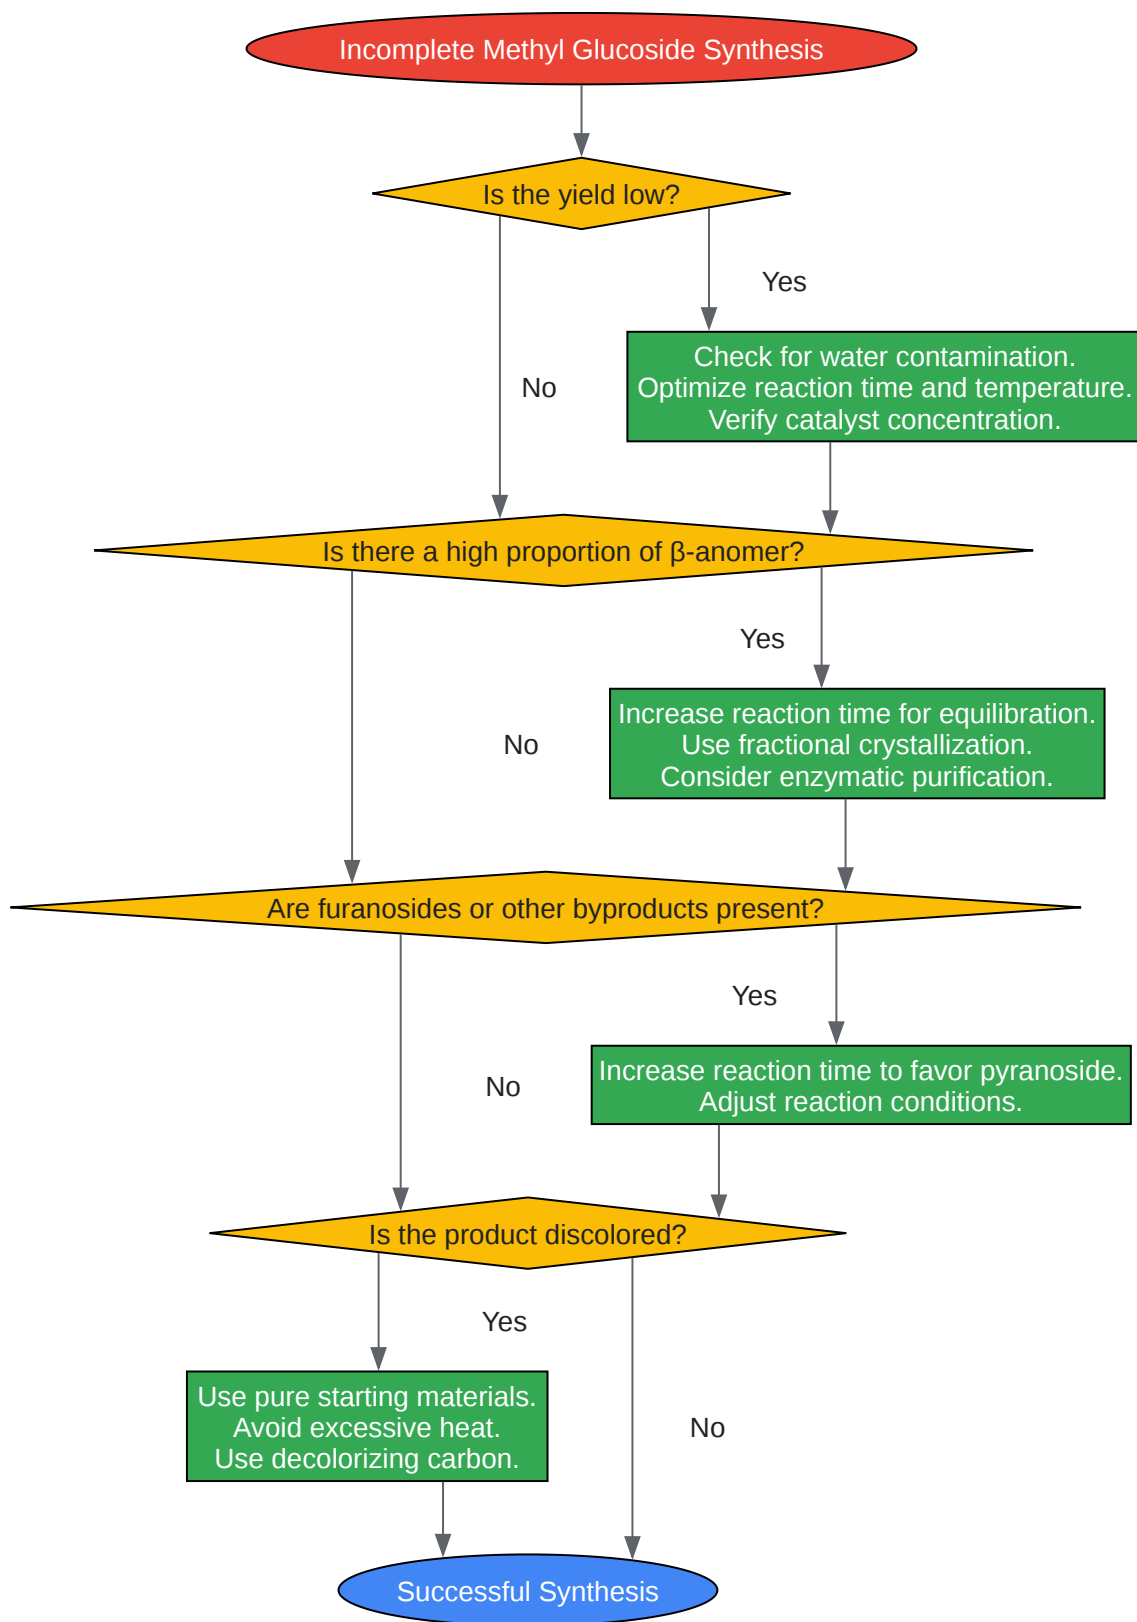 Incomplete Methyl Glucoside Synthesis
Is the yield low?
Yes
Check for water contamination.
Optimize reaction time and temperature.
Verify catalyst concentration.
No
Is there a high proportion of β-anomer?
Yes
Increase reaction time for equilibration.
Use fractional crystallization.
Consider enzymatic purification.
No
Are furanosides or other byproducts present?
Yes
Increase reaction time to favor pyranoside.
Adjust reaction conditions.
No
Is the product discolored?
Yes
Use pure starting materials.
Avoid excessive heat.
Use decolorizing carbon.
No
Successful Synthesis